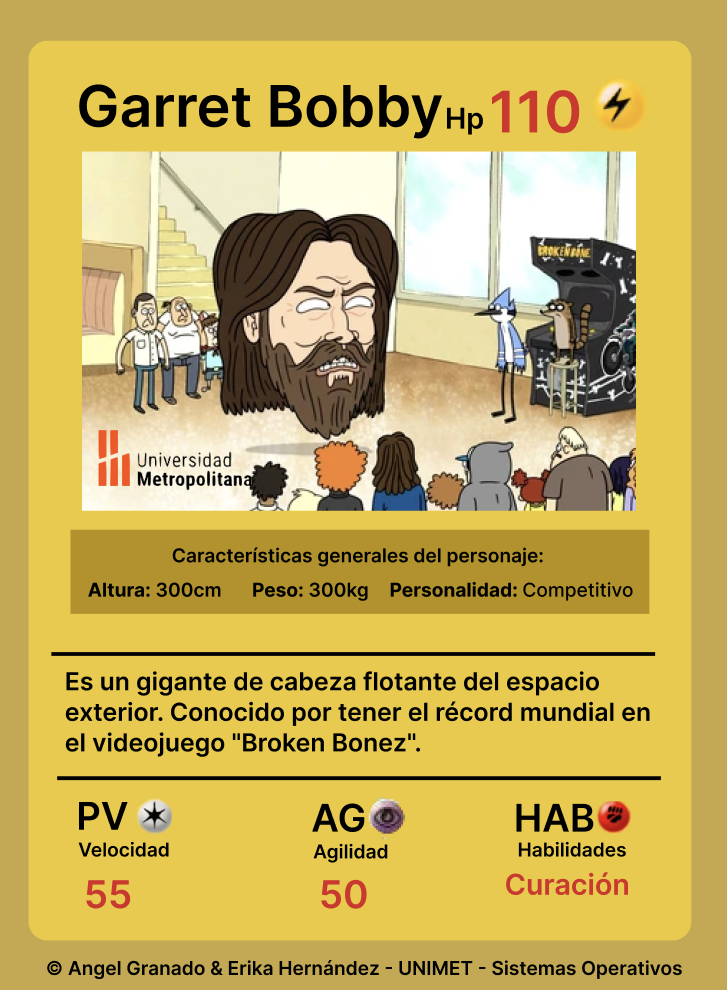 Garret Bobby Hp 110
BROKENBONE
Universidad
Metropolitana
Características generales del personaje:
Altura: 300cm Peso: 300kg Personalidad: Competitivo
Es un gigante de cabeza flotante del espacio
exterior. Conocido por tener el récord mundial en
el videojuego "Broken Bonez".
PV AG HAB
Velocidad Agilidad Habilidades
55 50 Curación
© Angel Granado & Erika Hernández - UNIMET - Sistemas Operativos